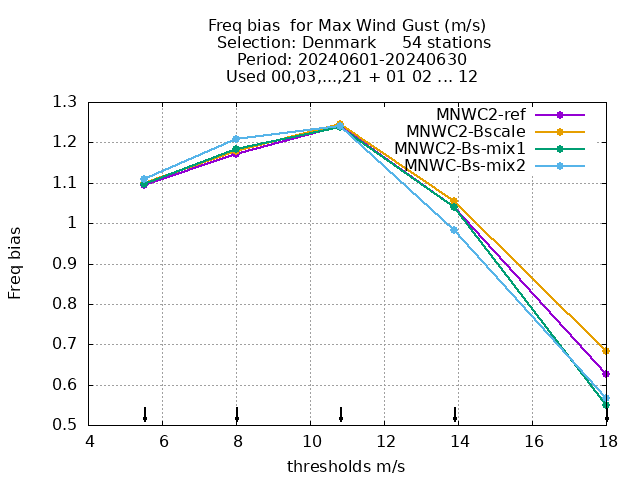 Freq bias  for Max Wind Gust (m/s)
Selection: Denmark     54 stations
Period: 20240601-20240630
Used 00,03,...,21 + 01 02 ... 12
MNWC2-ref
MNWC2-Bscale
MNWC2-Bs-mix1
MNWC-Bs-mix2
Freq bias
1.3
1.2
1.1
1
0.9
0.8
0.7
0.6
0.5
4 6 8 10 12 14 16 18
thresholds m/s